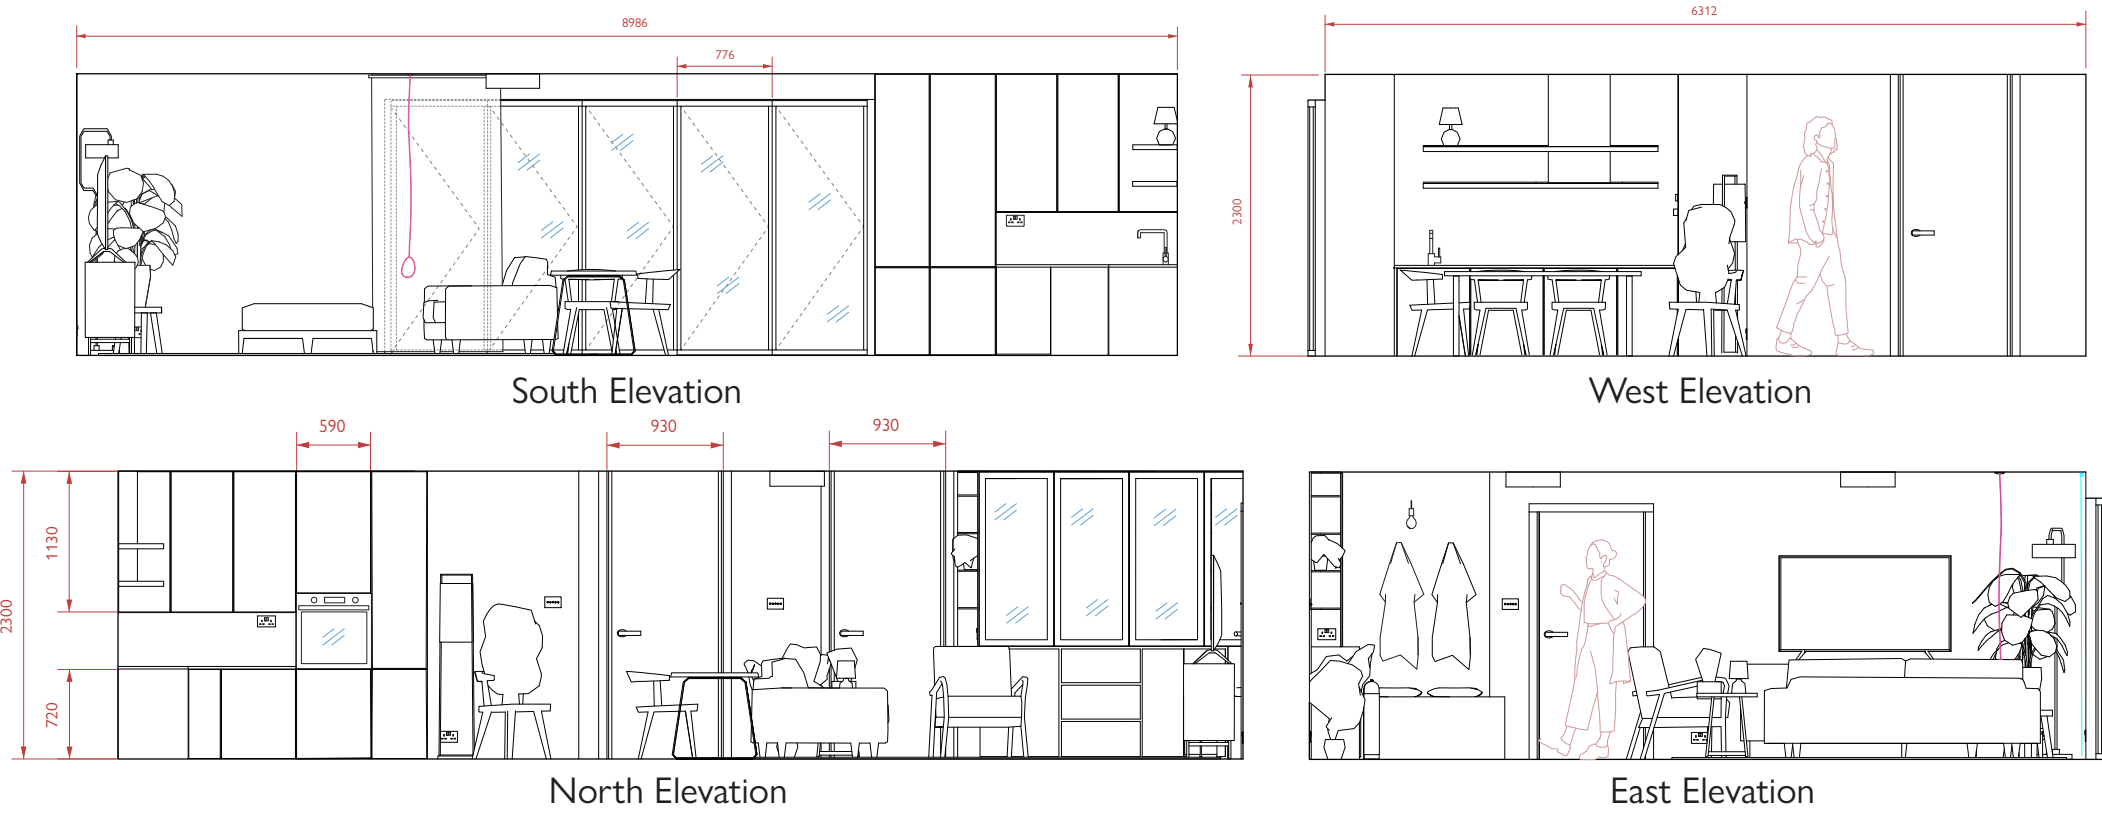 8986
776
South Elevation
6312
2300
West Elevation
590
930
930
2300
1130
720
North Elevation
East Elevation